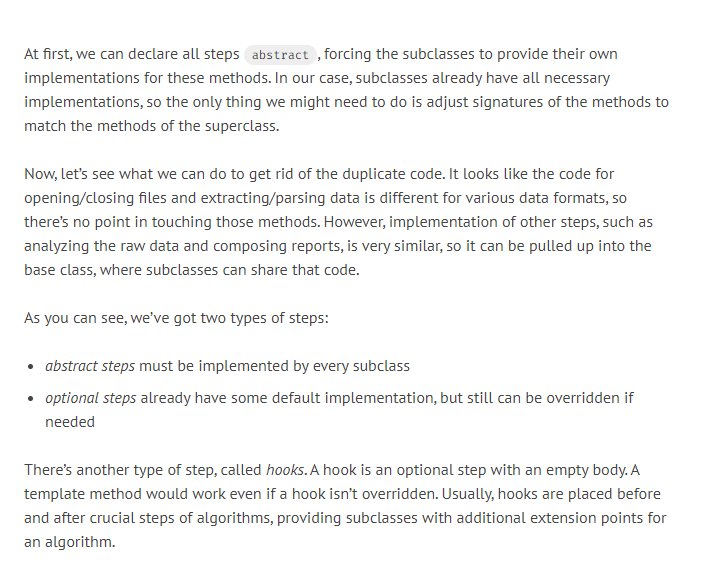 At first, we can declare all steps abstract , forcing the subclasses to provide their own
implementations for these methods. In our case, subclasses already have all necessary
implementations, so the only thing we might need to do is adjust signatures of the methods to
match the methods of the superclass.
Now, let’s see what we can do to get rid of the duplicate code. It looks like the code for
opening/closing files and extracting/parsing data is different for various data formats, so
there’s no point in touching those methods. However, implementation of other steps, such as
analyzing the raw data and composing reports, is very similar, so it can be pulled up into the
base class, where subclasses can share that code.
As you can see, we’ve got two types of steps:
• abstract steps must be implemented by every subclass
• optional steps already have some default implementation, but still can be overridden if
needed
There’s another type of step, called hooks. A hook is an optional step with an empty body. A
template method would work even if a hook isn’t overridden. Usually, hooks are placed before
and after crucial steps of algorithms, providing subclasses with additional extension points for
an algorithm.